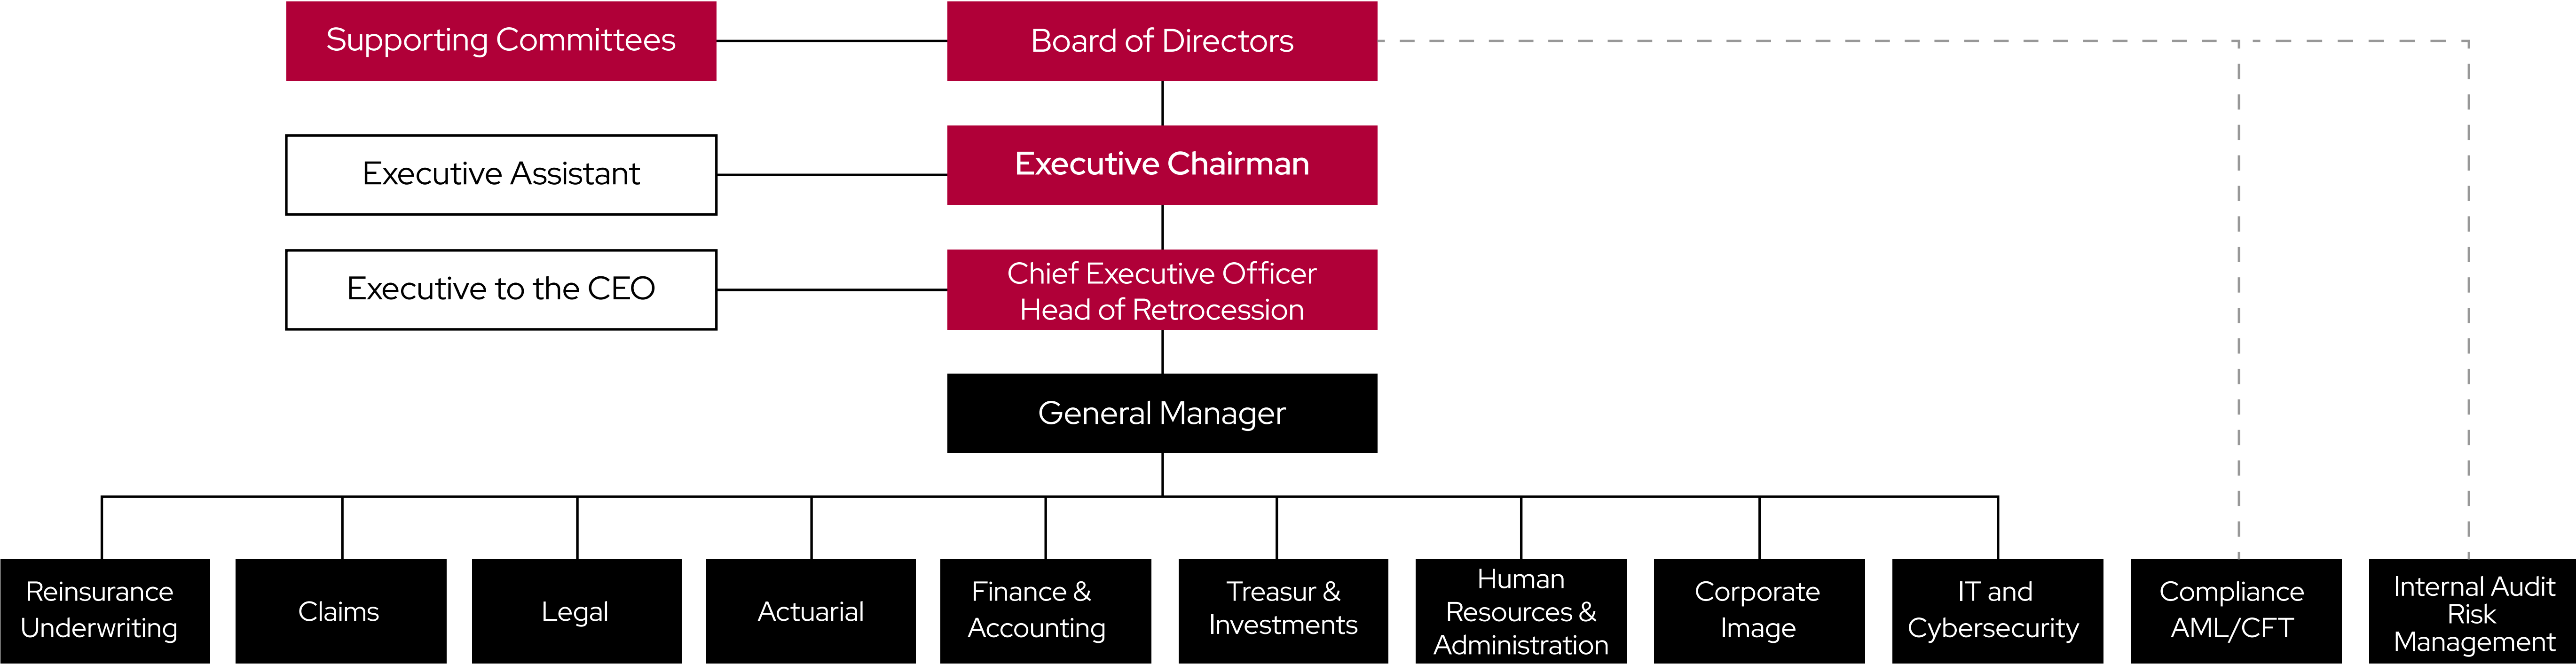 Supporting Committees
Board of Directors
Executive Assistant
Executive Chairman
Executive to the CEO
Chief Executive Officer
Head of Retrocession
General Manager
Reinsurance
Underwriting
Claims
Legal
Actuarial
Finance &
Accounting
Treasur &
Investments
Human
Resources &
Administration
Corporate
Image
IT and
Cybersecurity
Compliance
AML/CFT
Internal Audit
Risk
Management